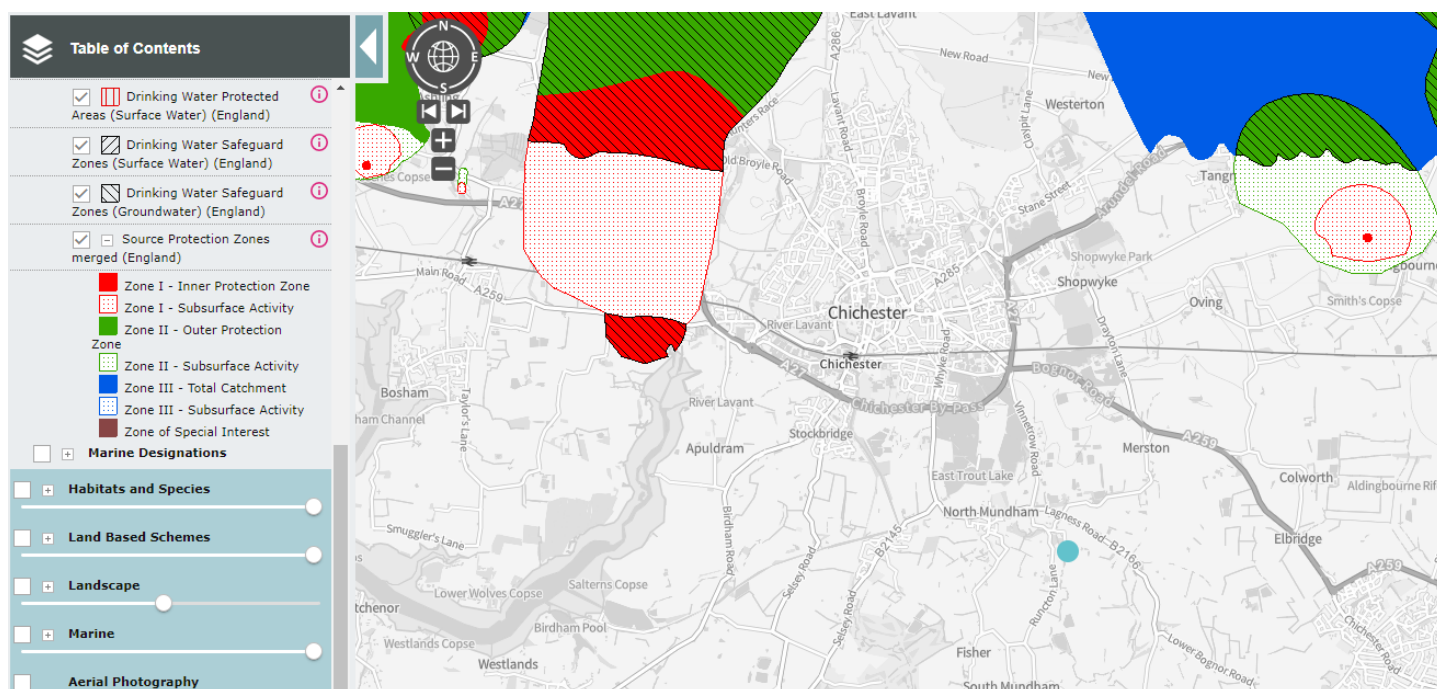 Table of Contents
Drinking Water Protected
Areas (Surface Water) (England)
Drinking Water Safeguard
Zones (Surface Water) (England)
Drinking Water Safeguard
Zones (Groundwater) (England)
Source Protection Zones
merged (England)
Zone I - Inner Protection Zone
Zone I - Subsurface Activity
Zone II - Outer Protection
Zone
Zone II - Subsurface Activity
Zone III - Total Catchment
Zone III - Subsurface Activity
Zone of Special Interest
Marine Designations
Habitats and Species
Land Based Schemes
Landscape
Marine
Aerial Photography
N
W
E
S
East Lavant
A286
New Road
Westerton
Lavant Road
Claypit Lane
Old Broyle Road
Broyle Road
Stane Street
Arundel Road
Main Road
A259
A285
Shopwyke Park
Shopwyke
Oving
Smith's Copse
River Lavant
Chichester
Chichester
Whyke Road
Drayton Lane
A27
Bognor Road
Chichester By-Pass
Bosham
Taylor's Lane
River Lavant
Apuldram
Stockbridge
Vinnetrow Road
Merston
A259
Colworth
East Trout Lake
North Mundham
Lagness Road
B2166
Elbridge
A259
Smuggler's Lane
Birdham Road
Selsey Road
B2145
Salterns Copse
Lower Wolves Copse
Runcton Lane
Birdham Pool
Westlands Copse
Westlands
Selsey Road
Fisher
South Mundham
Lower Bognor Road
Chichester Road